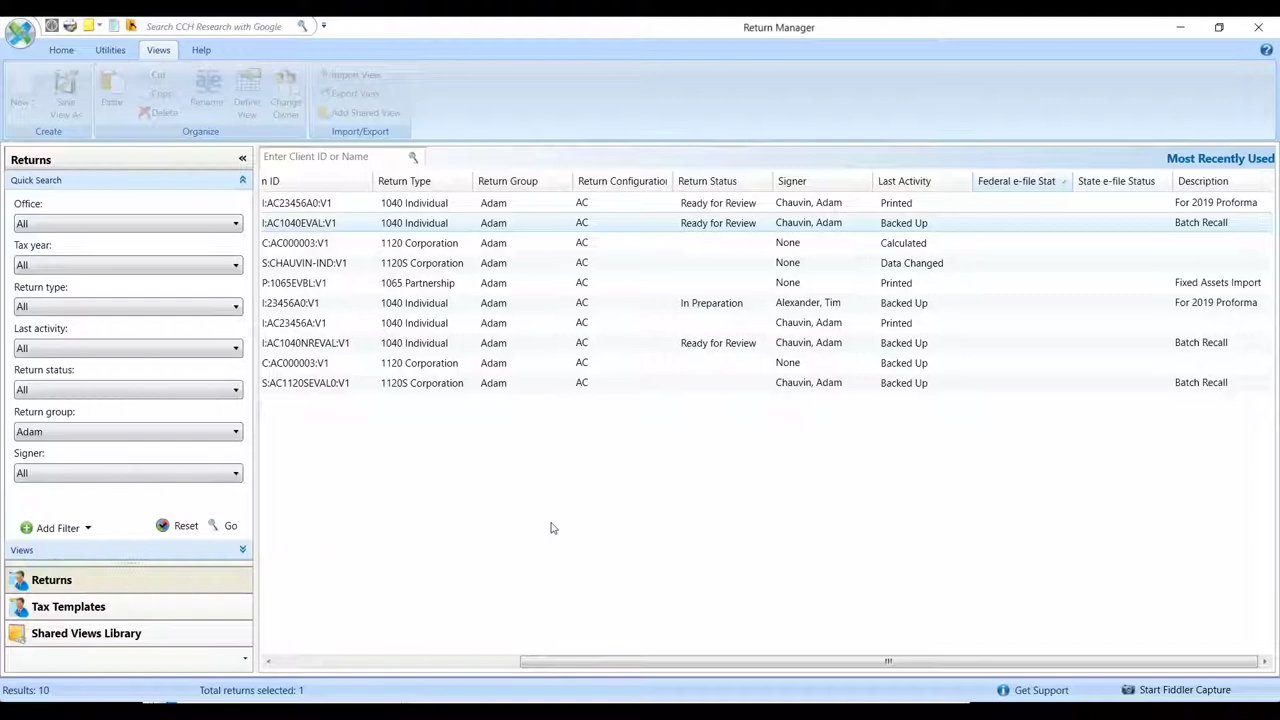 Search CCH Research with Google
Return Manager
Home Utilities Views Help
New Save View As Paste Cut Copy Delete Rename Define View Change Owner Import View Export View Add Shared View
Create Organize Import/Export
Returns «
Enter Client ID or Name
Most Recently Used
Quick Search
n ID Return Type Return Group Return Configuration Return Status Signer Last Activity Federal e-file Stat State e-file Status Description
I:AC23456A0:V1 1040 Individual Adam AC Ready for Review Chauvin, Adam Printed For 2019 Proforma
I:AC1040EVAL:V1 1040 Individual Adam AC Ready for Review Chauvin, Adam Backed Up Batch Recall
C:AC000003:V1 1120 Corporation Adam AC None Calculated
S:CHAUVIN-IND:V1 1120S Corporation Adam AC None Data Changed
P:1065EVBL:V1 1065 Partnership Adam AC None Printed Fixed Assets Import
I:23456A0:V1 1040 Individual Adam AC In Preparation Alexander, Tim Backed Up For 2019 Proforma
I:AC23456A:V1 1040 Individual Adam AC Chauvin, Adam Printed
I:AC1040NREVAL:V1 1040 Individual Adam AC Ready for Review Chauvin, Adam Backed Up Batch Recall
C:AC000003:V1 1120 Corporation Adam AC None Backed Up
S:AC1120SEVAL0:V1 1120S Corporation Adam AC Chauvin, Adam Backed Up Batch Recall
Office:
All
Tax year:
All
Return type:
All
Last activity:
All
Return status:
All
Return group:
Adam
Signer:
All
Add Filter Reset Go
Views
Returns
Tax Templates
Shared Views Library
Results: 10 Total returns selected: 1 Get Support Start Fiddler Capture